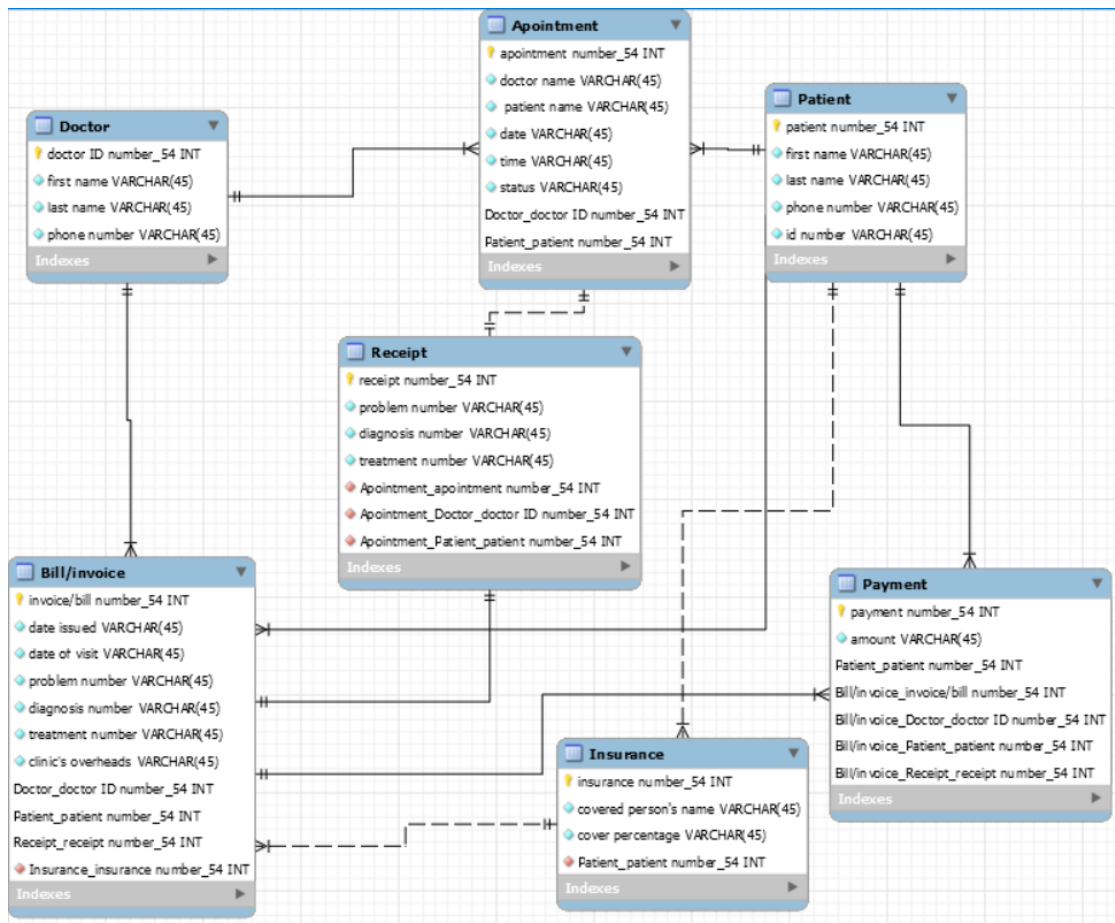 Apointment
apointment number_54 INT
doctor name VARCHAR(45)
patient name VARCHAR(45)
date VARCHAR(45)
time VARCHAR(45)
status VARCHAR(45)
Doctor_doctor ID number_54 INT
Patient_patient number_54 INT
Indexes
Patient
patient number_54 INT
first name VARCHAR(45)
last name VARCHAR(45)
phone number VARCHAR(45)
id number VARCHAR(45)
Indexes
Doctor
doctor ID number_54 INT
first name VARCHAR(45)
last name VARCHAR(45)
phone number VARCHAR(45)
Indexes
Receipt
receipt number_54 INT
problem number VARCHAR(45)
diagnosis number VARCHAR(45)
treatment number VARCHAR(45)
Apointment_apointment number_54 INT
Apointment_Doctor_doctor ID number_54 INT
Apointment_Patient_patient number_54 INT
Indexes
Bill/invoice
invoice/bill number_54 INT
date issued VARCHAR(45)
date of visit VARCHAR(45)
problem number VARCHAR(45)
diagnosis number VARCHAR(45)
treatment number VARCHAR(45)
clinic's overheads VARCHAR(45)
Doctor_doctor ID number_54 INT
Patient_patient number_54 INT
Receipt_receipt number_54 INT
Insurance_insurance number_54 INT
Indexes
Payment
payment number_54 INT
amount VARCHAR(45)
Patient_patient number_54 INT
Bill/invoice_invoice/bill number_54 INT
Bill/invoice_Doctor_doctor ID number_54 INT
Bill/invoice_Patient_patient number_54 INT
Bill/invoice_Receipt_receipt number_54 INT
Indexes
Insurance
insurance number_54 INT
covered person's name VARCHAR(45)
cover percentage VARCHAR(45)
Patient_patient number_54 INT
Indexes